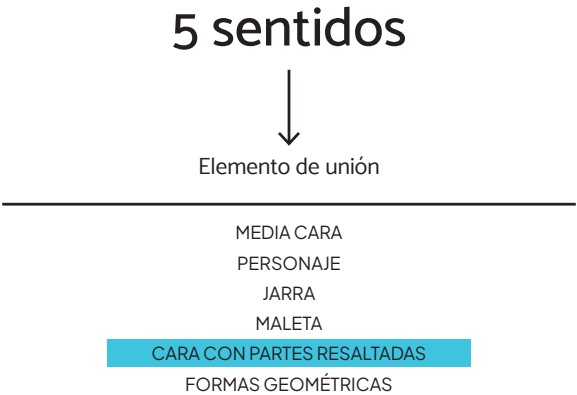 5 sentidos
Elemento de unión
MEDIA CARA
PERSONAJE
JARRA
MALETA
CARA CON PARTES RESALTADAS
FORMAS GEOMÉTRICAS